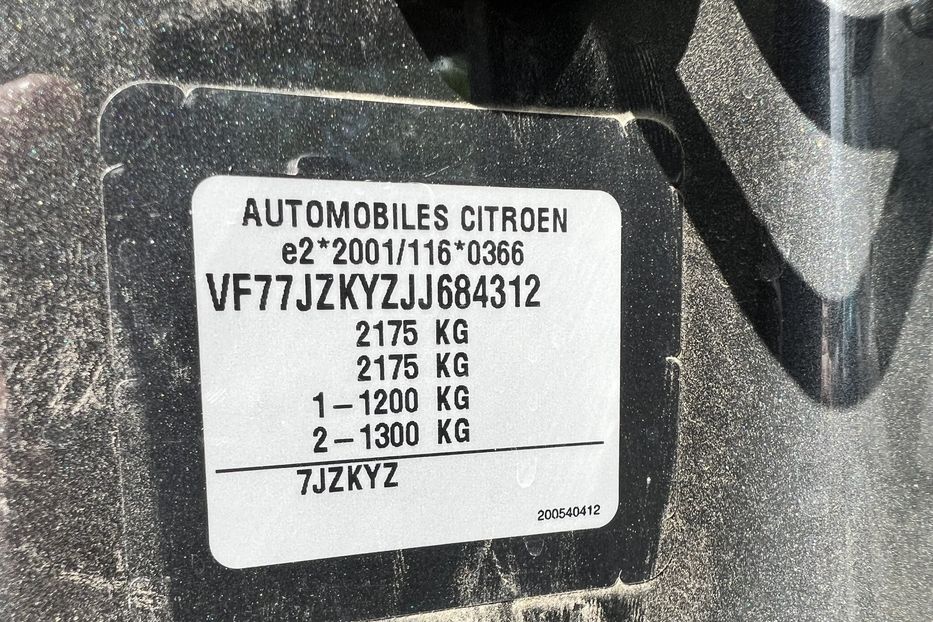 AUTOMOBILES CITROEN
e2*2001/116*0366
VF77JZKYZJJ684312
2175 KG
2175 KG
1-1200 KG
2-1300 KG
7JZKYZ
200540412